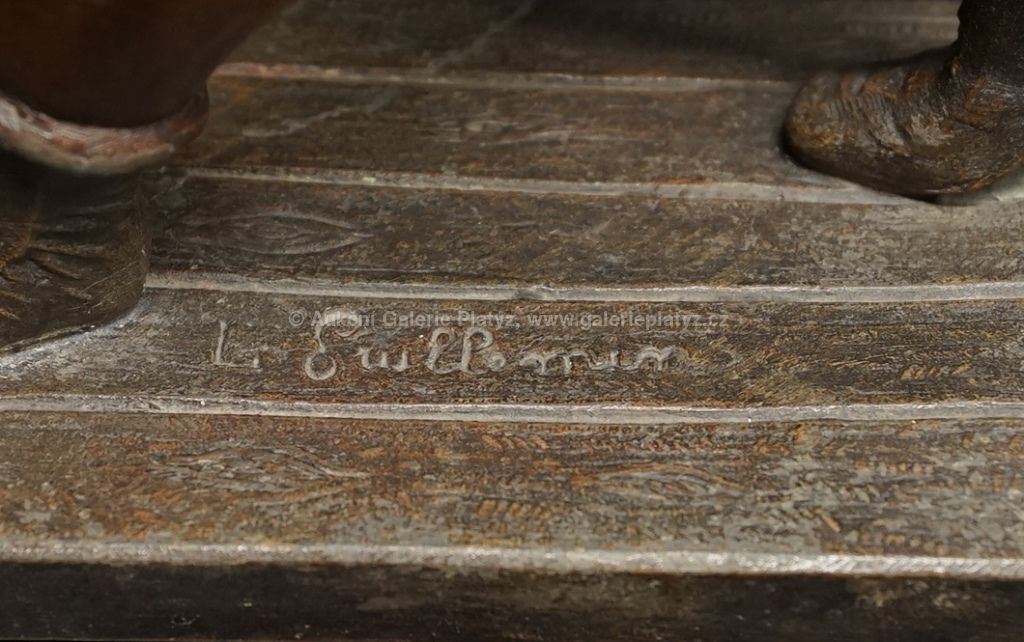 © Aukční Galerie Platýz, www.galerieplatyz.cz
L. Guillemin